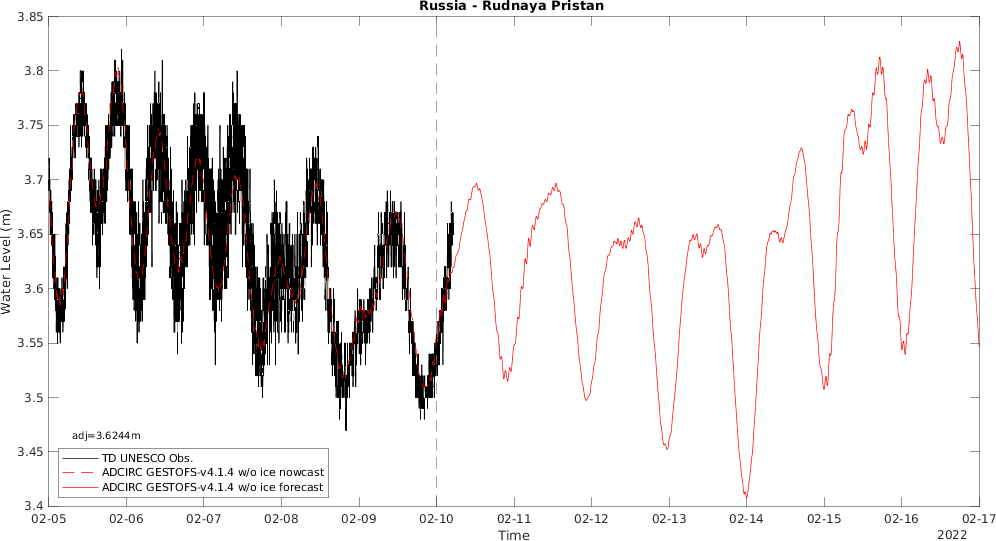 Russia - Rudnaya Pristan
3.85
3.8
3.75
3.7
3.65
3.6
3.55
3.5
3.45
3.4
Water Level (m)
adj=3.6244m
TD UNESCO Obs.
ADCIRC GESTOFS-v4.1.4 w/o ice nowcast
ADCIRC GESTOFS-v4.1.4 w/o ice forecast
02-05 02-06 02-07 02-08 02-09 02-10 02-11 02-12 02-13 02-14 02-15 02-16 02-17
Time
2022